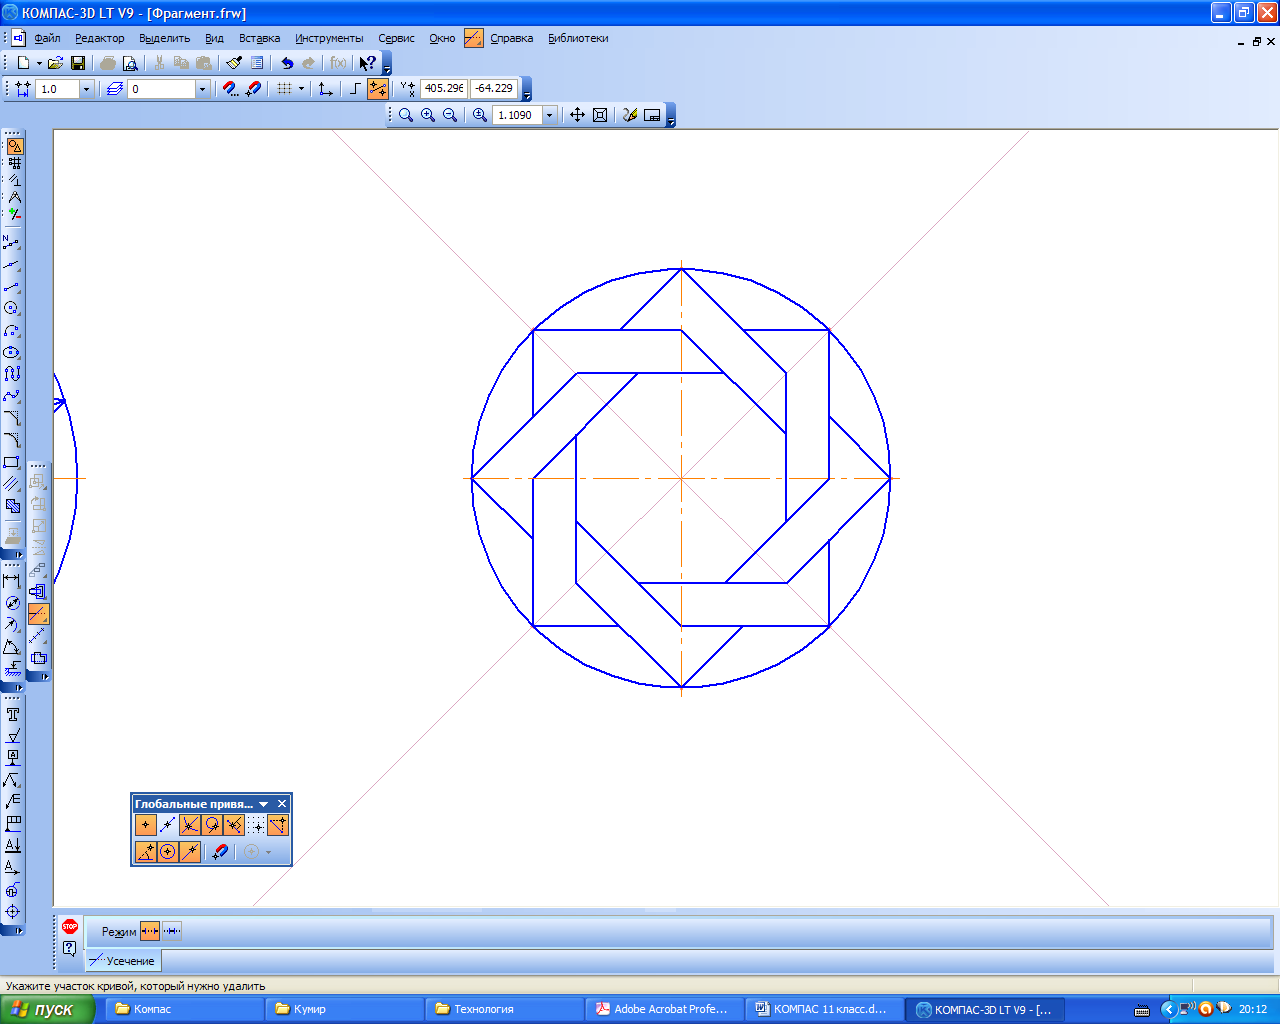 КОМПАС-3D LT V9 - [Фрагмент.frw]
Файл Редактор Выделить Вид Вставка Инструменты Сервис Окно Справка Библиотеки
f(x)
1.0 0 405.296 -64.229
1.1090
Глобальные привя...
Режим
STOP
Усечение
Укажите участок кривой, который нужно удалить
пуск Компас Кумир Технология Adobe Acrobat Profe... КОМПАС 11 класс.d... КОМПАС-3D LT V9 - [... 20:12